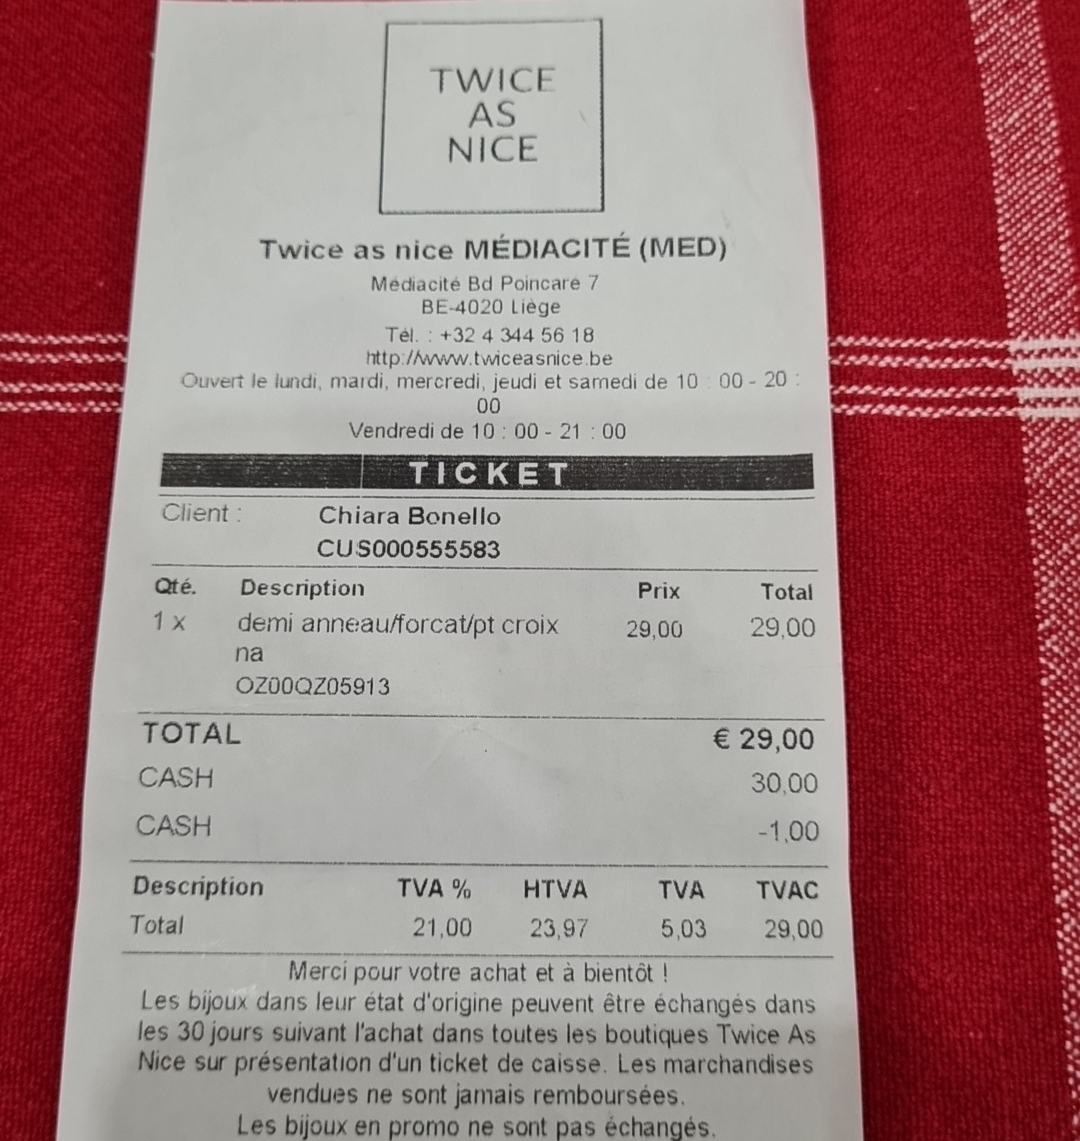 TWICE
AS
NICE
Twice as nice MÉDIACITÉ (MED)
Médiacité Bd Poincaré 7
BE-4020 Liège
Tél. : +32 4 344 56 18
http://www.twiceasnice.be
Ouvert le lundi, mardi, mercredi, jeudi et samedi de 10 : 00 - 20 :
00
Vendredi de 10 : 00 - 21 : 00
TICKET
Client : Chiara Bonello
CUS000555583
Qté. Description Prix Total
1 x demi anneau/forcat/pt croix 29,00 29,00
na
OZ00QZ05913
TOTAL € 29,00
CASH 30,00
CASH -1,00
Description TVA % HTVA TVA TVAC
Total 21,00 23,97 5,03 29,00
Merci pour votre achat et à bientôt !
Les bijoux dans leur état d'origine peuvent être échangés dans
les 30 jours suivant l'achat dans toutes les boutiques Twice As
Nice sur présentation d'un ticket de caisse. Les marchandises
vendues ne sont jamais remboursées.
Les bijoux en promo ne sont pas échangés.